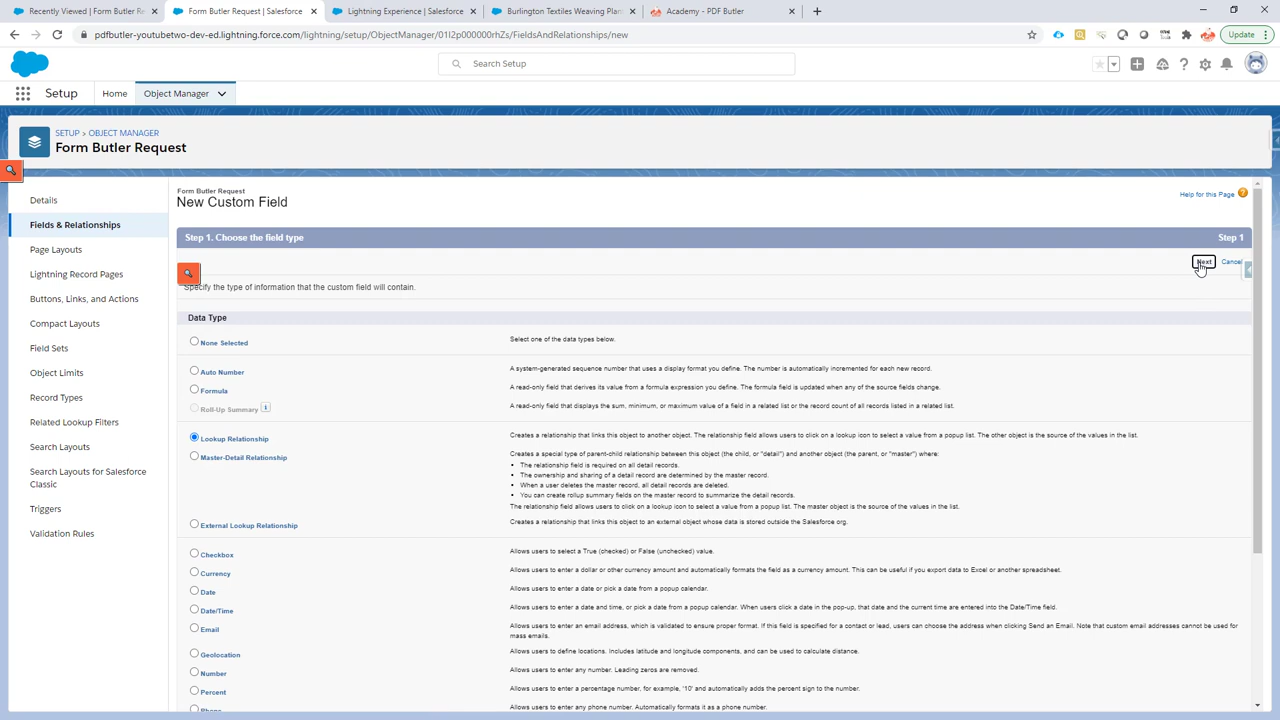 Recently Viewed | Form Butler R
Form Butler Request | Salesforce
Lightning Experience | Salesforce
Burlington Textiles Weaving Plan
Academy - PDF Butler
pdfbutler-youtubetwo-dev-ed.lightning.force.com/lightning/setup/ObjectManager/01I2p000000rhZs/FieldsAndRelationships/new
Update
Search Setup
Setup
Home
Object Manager
SETUP > OBJECT MANAGER
Form Butler Request
Details
Fields & Relationships
Page Layouts
Lightning Record Pages
Buttons, Links, and Actions
Compact Layouts
Field Sets
Object Limits
Record Types
Related Lookup Filters
Search Layouts
Search Layouts for Salesforce
Classic
Triggers
Validation Rules
Form Butler Request
New Custom Field
Help for this Page
Step 1. Choose the field type
Step 1
Next
Cancel
Specify the type of information that the custom field will contain.
Data Type
None Selected
Select one of the data types below.
Auto Number
A system-generated sequence number that uses a display format you define. The number is automatically incremented for each new record.
Formula
A read-only field that derives its value from a formula expression you define. The formula field is updated when any of the source fields change.
Roll-Up Summary
A read-only field that displays the sum, minimum, or maximum value of a field in a related list or the record count of all records listed in a related list.
Lookup Relationship
Creates a relationship that links this object to another object. The relationship field allows users to click on a lookup icon to select a value from a popup list. The other object is the source of the values in the list.
Master-Detail Relationship
Creates a special type of parent-child relationship between this object (the child, or "detail") and another object (the parent, or "master") where:
• The relationship field is required on all detail records.
• The ownership and sharing of a detail record are determined by the master record.
• When a user deletes the master record, all detail records are deleted.
• You can create rollup summary fields on the master record to summarize the detail records.
The relationship field allows users to click on a lookup icon to select a value from a popup list. The master object is the source of the values in the list.
External Lookup Relationship
Creates a relationship that links this object to an external object whose data is stored outside the Salesforce org.
Checkbox
Allows users to select a True (checked) or False (unchecked) value.
Currency
Allows users to enter a dollar or other currency amount and automatically formats the field as a currency amount. This can be useful if you export data to Excel or another spreadsheet.
Date
Allows users to enter a date or pick a date from a popup calendar.
Date/Time
Allows users to enter a date and time, or pick a date from a popup calendar. When users click a date in the pop-up, that date and the current time are entered into the Date/Time field.
Email
Allows users to enter an email address, which is validated to ensure proper format. If this field is specified for a contact or lead, users can choose the address when clicking Send an Email. Note that custom email addresses cannot be used for
mass emails.
Geolocation
Allows users to define locations. Includes latitude and longitude components, and can be used to calculate distance.
Number
Allows users to enter any number. Leading zeros are removed.
Percent
Allows users to enter a percentage number, for example, '10' and automatically adds the percent sign to the number.
Phone
Allows users to enter any phone number. Automatically formats it as a phone number.